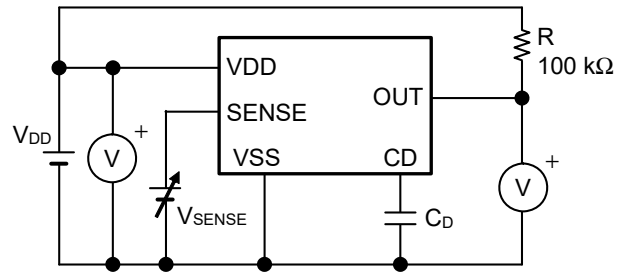 R
100 kΩ
VDD
OUT
SENSE
VDD
+
V
VSS
CD
+
V
VSENSE
CD